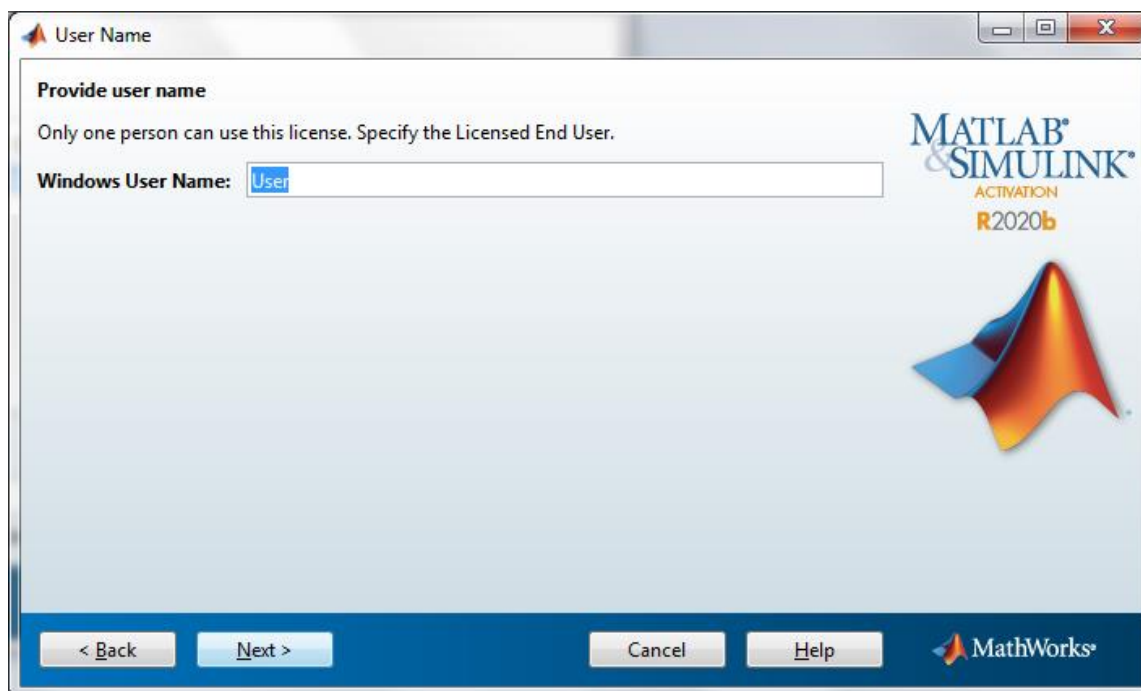 User Name
Provide user name
Only one person can use this license. Specify the Licensed End User.
Windows User Name: User
MATLAB®
&SIMULINK®
ACTIVATION
R2020b
< Back Next > Cancel Help MathWorks®